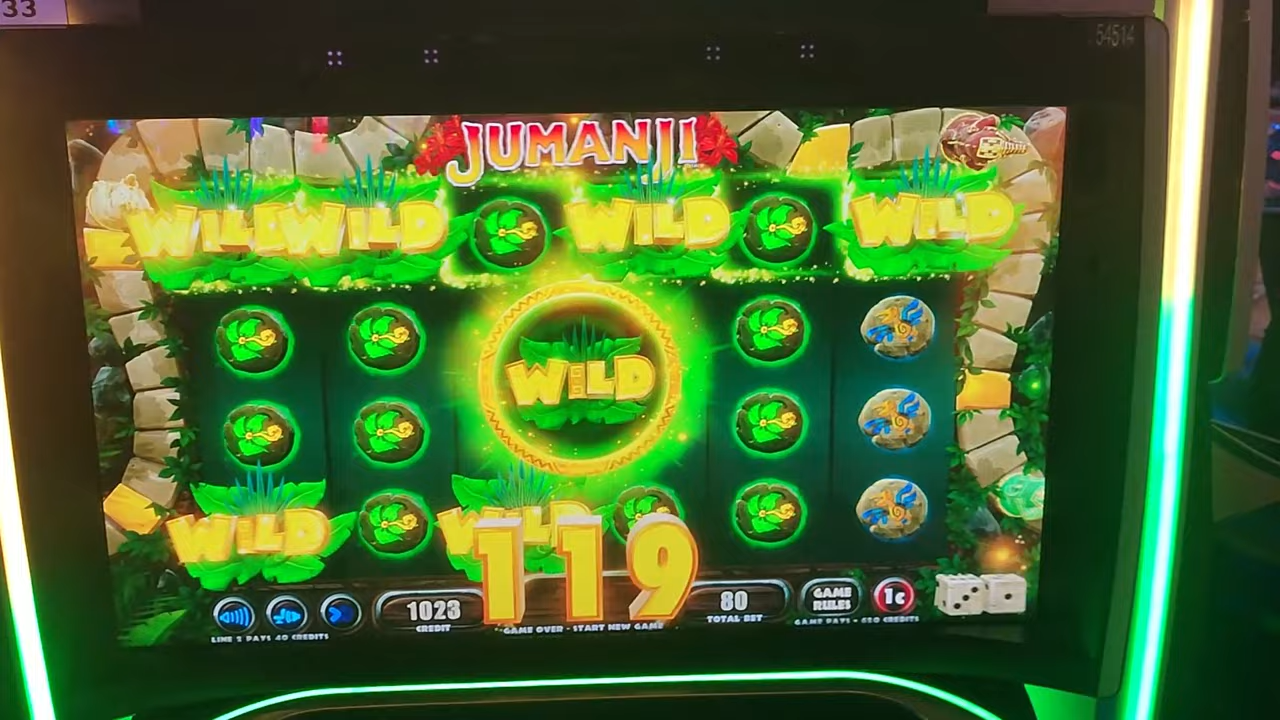 33
54514
JUMANJI
WILD WILD WILD WILD
WILD
WILD WILD
119
1023
CREDIT
80
TOTAL BET
GAME
RULES
1¢
LINE 2 PAYS 40 CREDITS
GAME OVER - START NEW GAME
GAME PAYS - 680 CREDITS